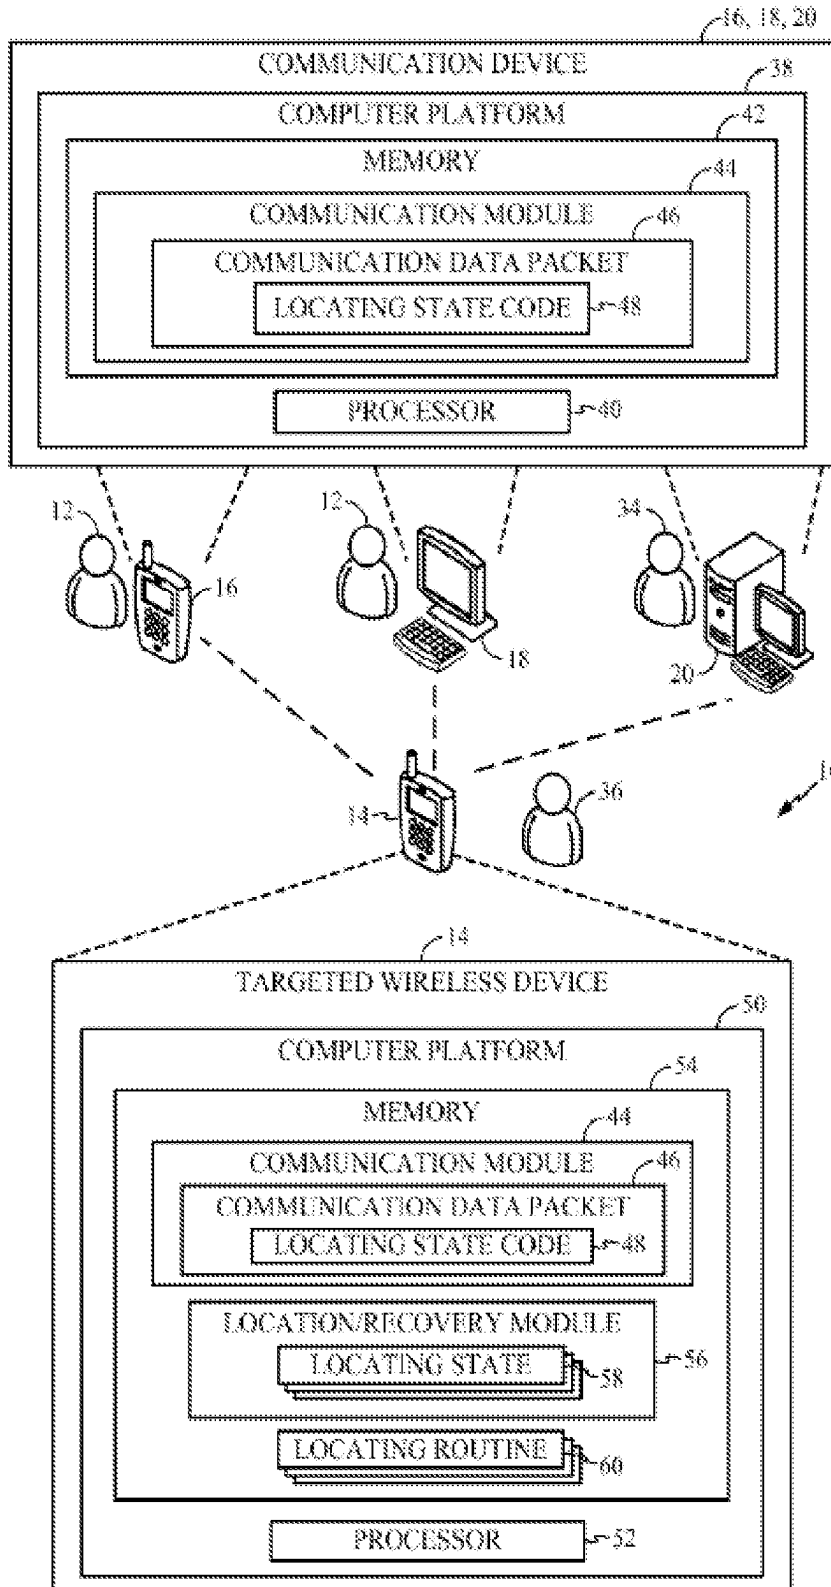 16, 18, 20
COMMUNICATION DEVICE
38
COMPUTER PLATFORM
42
MEMORY
44
COMMUNICATION MODULE
46
COMMUNICATION DATA PACKET
LOCATING STATE CODE
48
PROCESSOR
40
12
12
34
16
18
20
14
36
14
TARGETED WIRELESS DEVICE
50
COMPUTER PLATFORM
54
MEMORY
44
COMMUNICATION MODULE
46
COMMUNICATION DATA PACKET
LOCATING STATE CODE
48
LOCATION/RECOVERY MODULE
LOCATING STATE
58
56
LOCATING ROUTINE
60
PROCESSOR
52